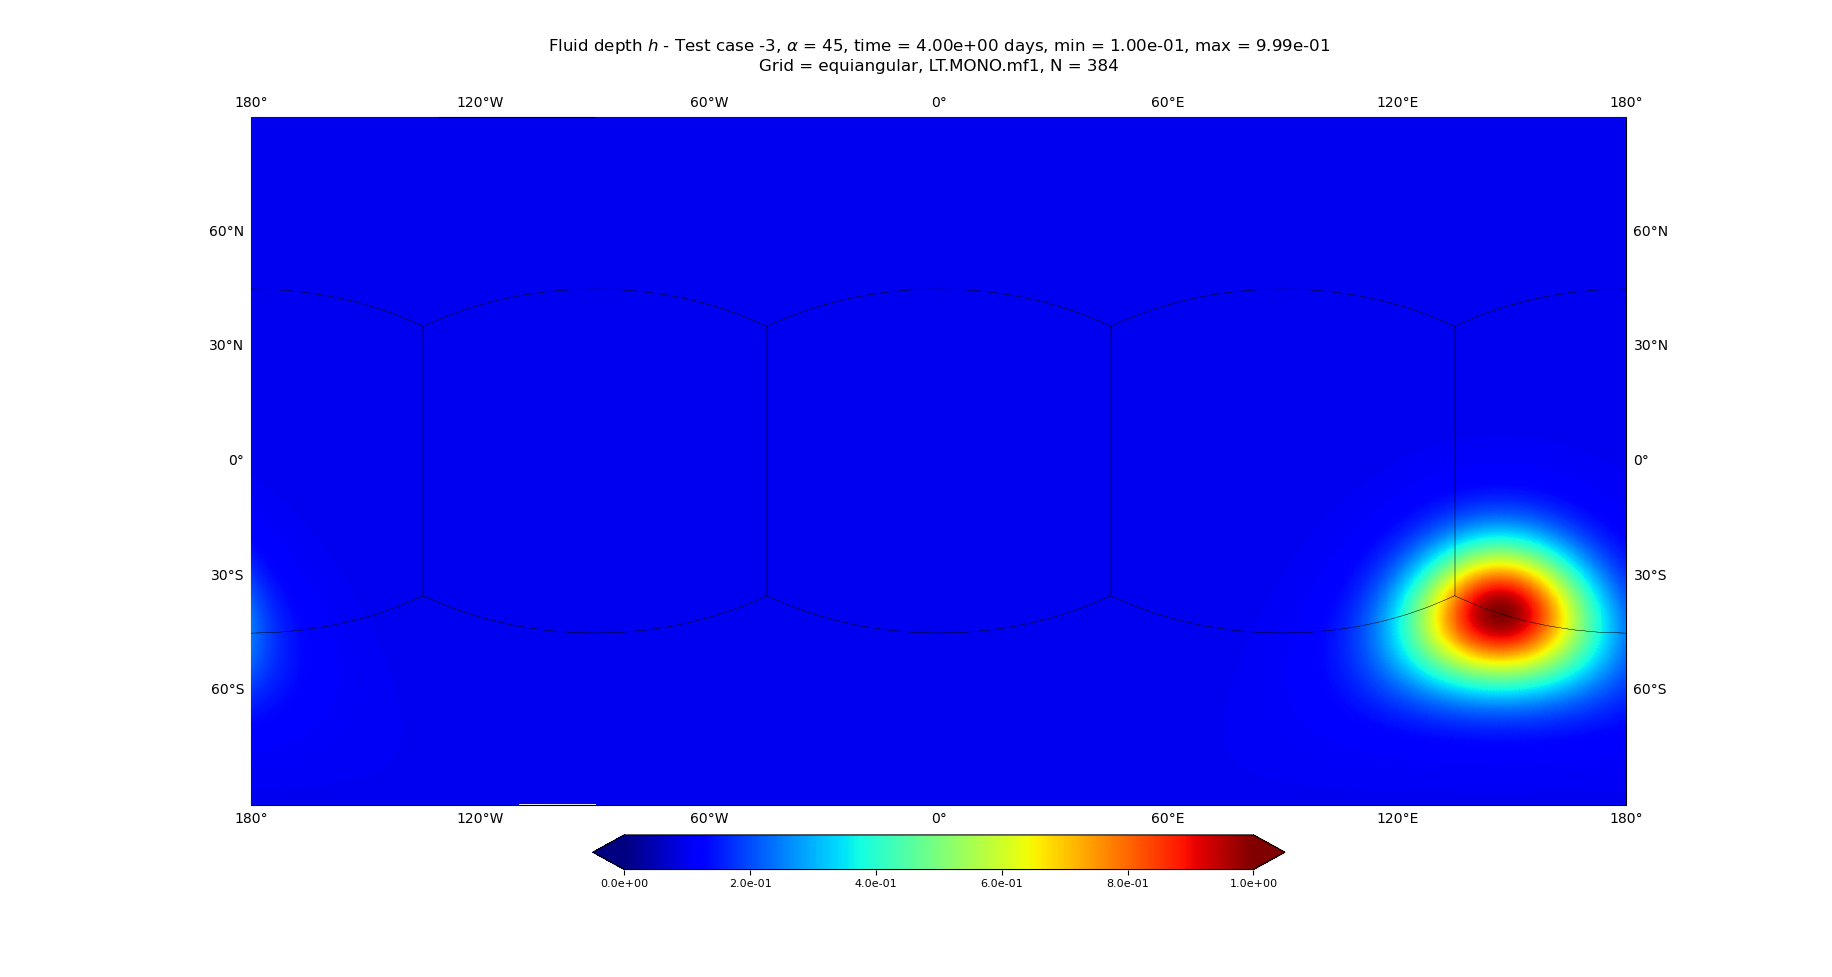 Fluid depth h - Test case -3, α = 45, time = 4.00e+00 days, min = 1.00e-01, max = 9.99e-01
Grid = equiangular, LT.MONO.mf1, N = 384
180° 120°W 60°W 0° 60°E 120°E 180°
60°N 60°N
30°N 30°N
0° 0°
30°S 30°S
60°S 60°S
180° 120°W 60°W 0° 60°E 120°E 180°
0.0e+00 2.0e-01 4.0e-01 6.0e-01 8.0e-01 1.0e+00